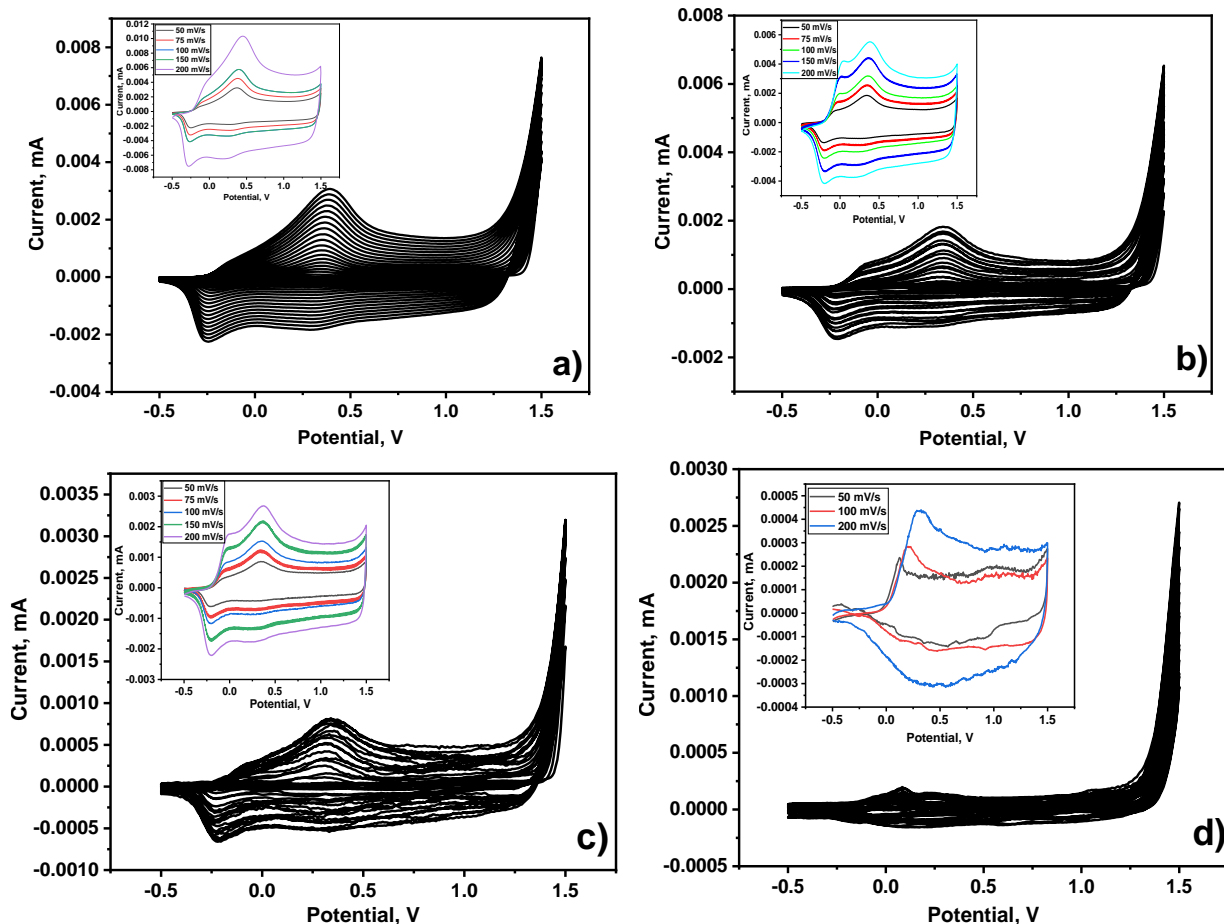 0.008
0.006
0.004
0.002
0.000
-0.002
-0.004
Current, mA
-0.5 0.0 0.5 1.0 1.5
Potential, V
a)
0.012
0.010
0.008
0.006
0.004
0.002
0.000
-0.002
-0.004
-0.006
-0.008
Current, mA
50 mV/s
75 mV/s
100 mV/s
150 mV/s
200 mV/s
-0.5 0.0 0.5 1.0 1.5
Potential, V
0.008
0.006
0.004
0.002
0.000
-0.002
Current, mA
-0.5 0.0 0.5 1.0 1.5
Potential, V
b)
0.006
0.004
0.002
0.000
-0.002
-0.004
Current, mA
50 mV/s
75 mV/s
100 mV/s
150 mV/s
200 mV/s
-0.5 0.0 0.5 1.0 1.5
Potential, V
0.0035
0.0030
0.0025
0.0020
0.0015
0.0010
0.0005
0.0000
-0.0005
-0.0010
Current, mA
-0.5 0.0 0.5 1.0 1.5
Potential, V
c)
0.003
0.002
0.001
0.000
-0.001
-0.002
-0.003
Current, mA
50 mV/s
75 mV/s
100 mV/s
150 mV/s
200 mV/s
-0.5 0.0 0.5 1.0 1.5
Potential, V
0.0030
0.0025
0.0020
0.0015
0.0010
0.0005
0.0000
-0.0005
Current, mA
-0.5 0.0 0.5 1.0 1.5
Potential, V
d)
0.0005
0.0004
0.0003
0.0002
0.0001
0.0000
-0.0001
-0.0002
-0.0003
-0.0004
Current, mA
50 mV/s
100 mV/s
200 mV/s
-0.5 0.0 0.5 1.0 1.5
Potential, V